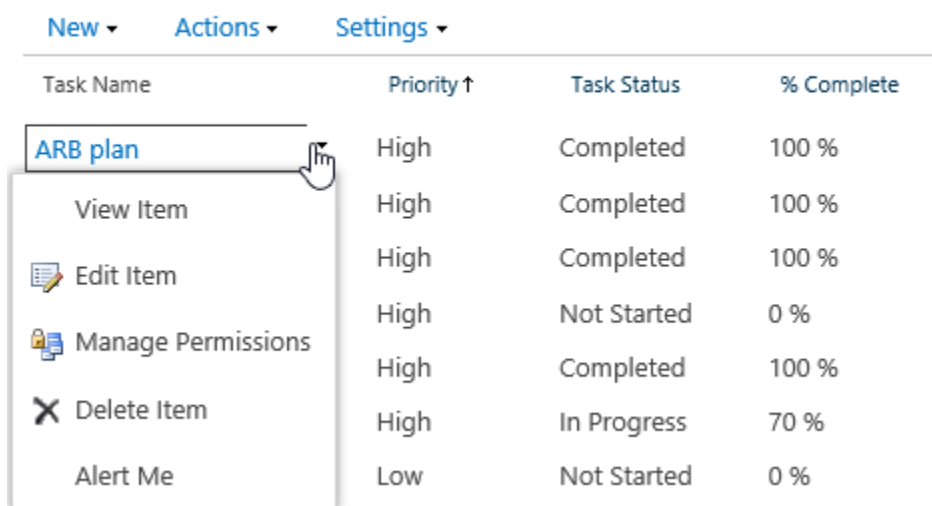 New Actions Settings
Task Name Priority↑ Task Status % Complete
ARB plan High Completed 100 %
View Item High Completed 100 %
Edit Item High Completed 100 %
Manage Permissions High Not Started 0 %
Delete Item High Completed 100 %
High In Progress 70 %
Alert Me Low Not Started 0 %